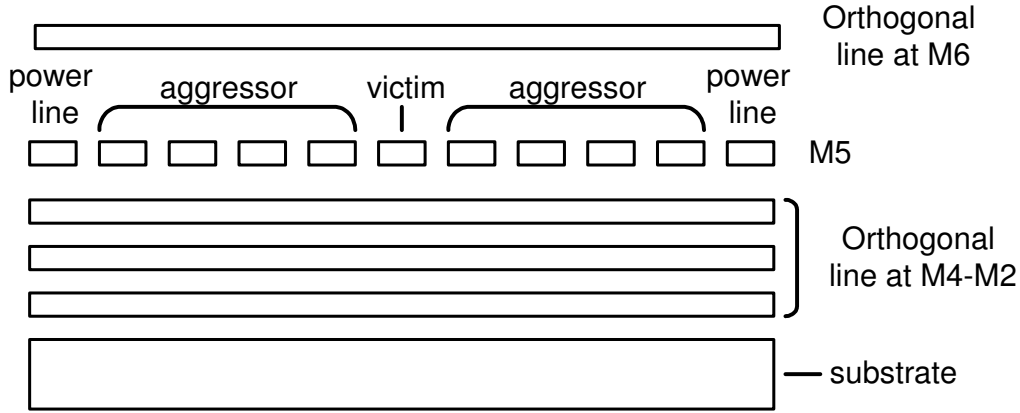 Orthogonal
line at M6
power
line
aggressor
victim
aggressor
power
line
M5
Orthogonal
line at M4-M2
substrate